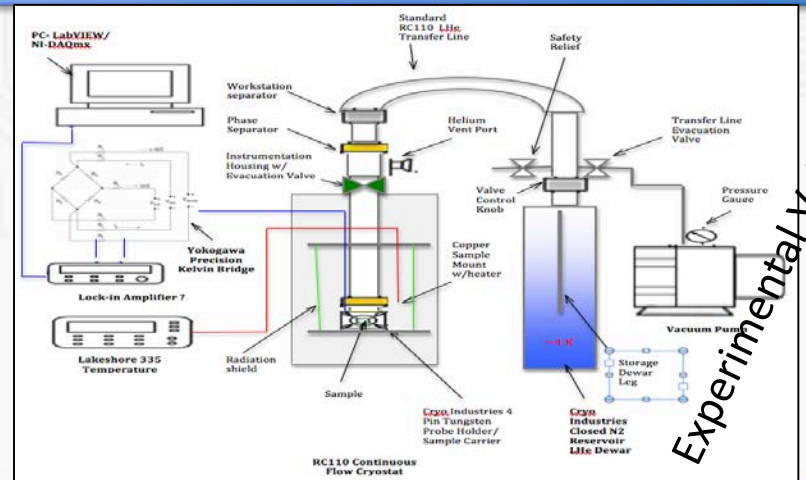 Standard
RC110 LHe
Transfer Line
PC- LabVIEW/
NI-DAQmx
Safety
Relief
Workstation
separator
Phase
Separator
Helium
Vent Port
Transfer Line
Evacuation
Valve
Instrumentation
Housing w/
Evacuation Valve
Valve
Control
Knob
Pressure
Gauge
Yokogawa
Precision
Kelvin Bridge
Copper
Sample
Mount
w/heater
Lock-in Amplifier ?
Vacuum Pump
~4 K
Lakeshore 335
Temperature
Radiation
shield
Storage
Dewar
Leg
Sample
Cryo Industries 4
Pin Tungsten
Probe Holder/
Sample Carrier
Cryo
Industries
Closed N2
Reservoir
LHe Dewar
RC110 Continuous
Flow Cryostat
Experimental